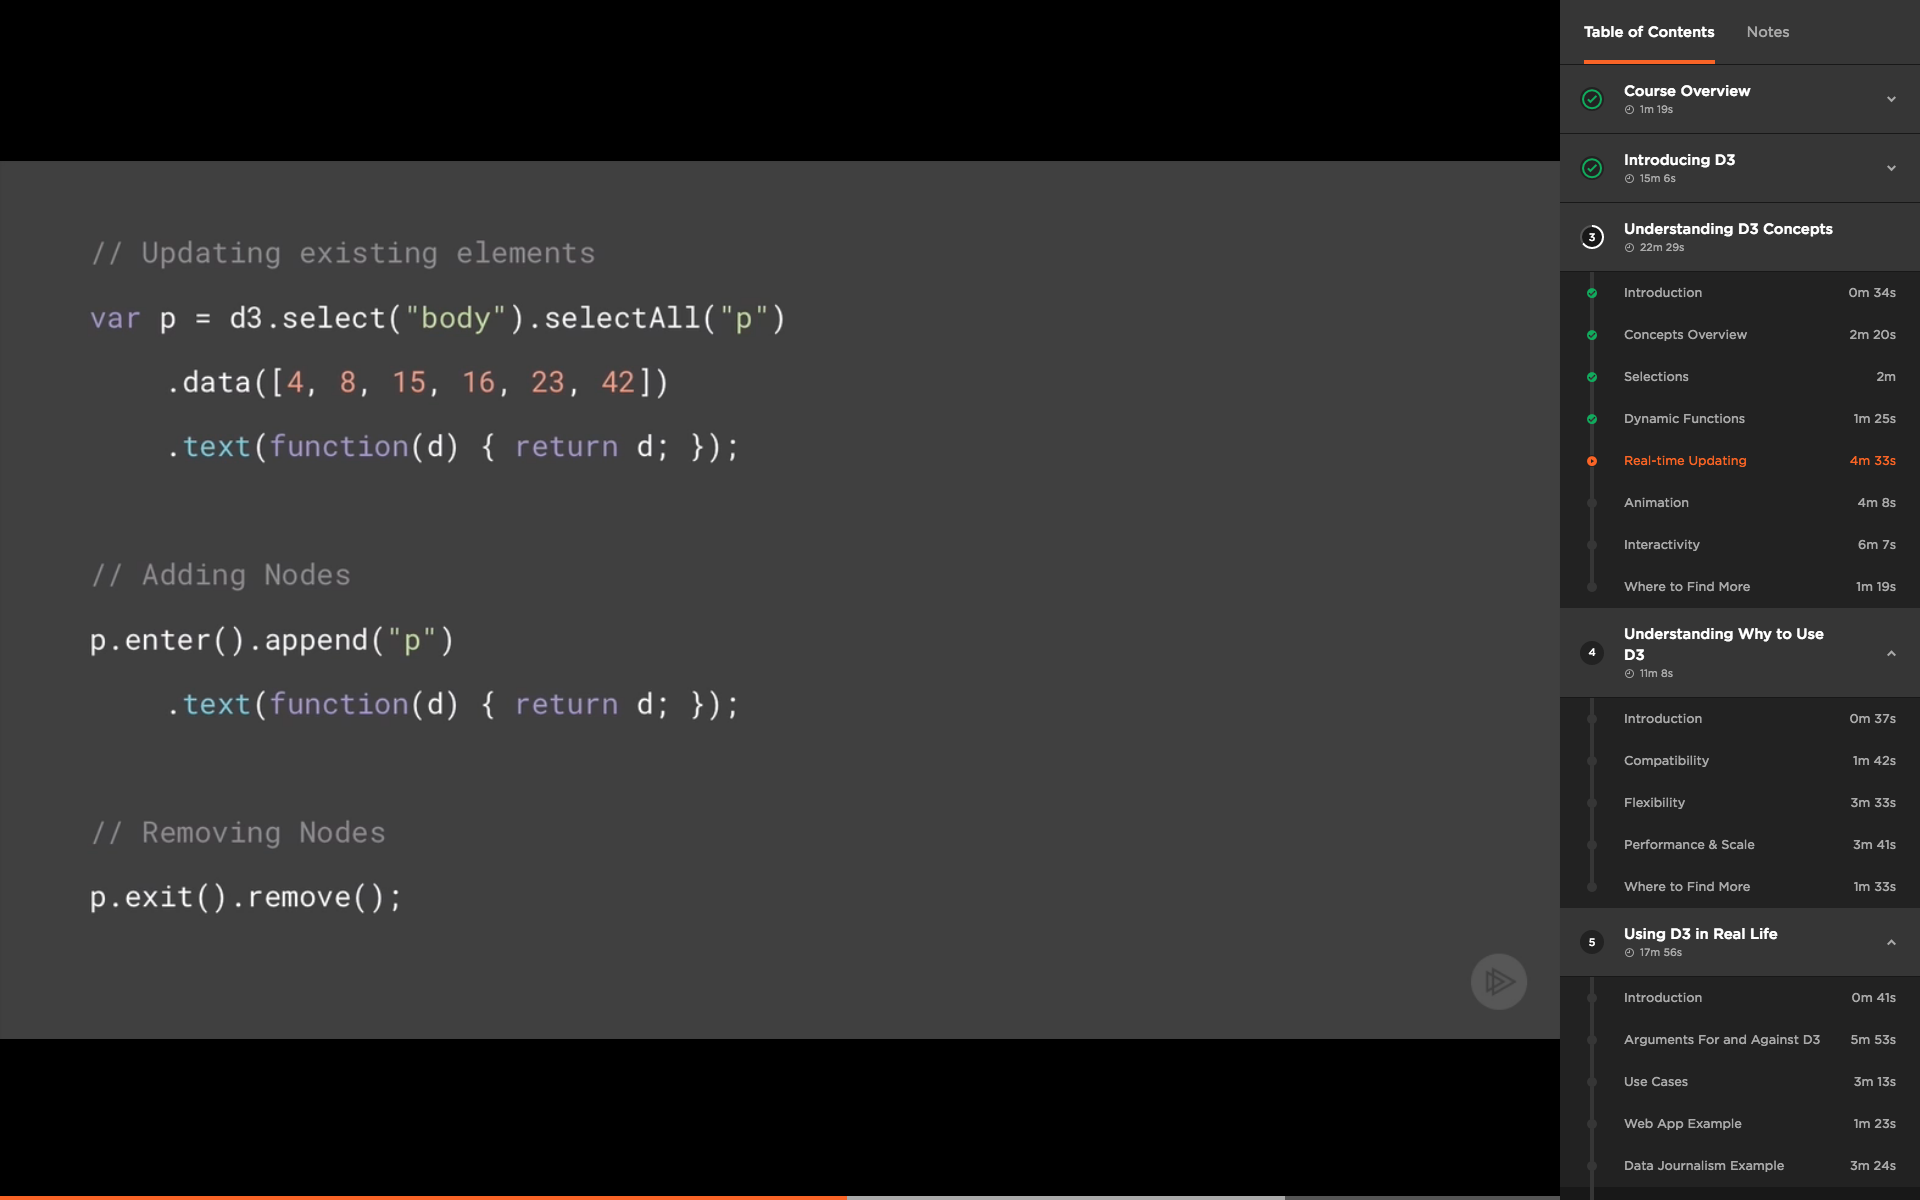 // Updating existing elements
var p = d3.select("body").selectAll("p")
.data([4, 8, 15, 16, 23, 42])
.text(function(d) { return d; });
// Adding Nodes
p.enter().append("p")
.text(function(d) { return d; });
// Removing Nodes
p.exit().remove();
Table of Contents Notes
Course Overview
1m 19s
Introducing D3
15m 6s
3
Understanding D3 Concepts
22m 29s
Introduction 0m 34s
Concepts Overview 2m 20s
Selections 2m
Dynamic Functions 1m 25s
Real-time Updating 4m 33s
Animation 4m 8s
Interactivity 6m 7s
Where to Find More 1m 19s
4
Understanding Why to Use
D3
11m 8s
Introduction 0m 37s
Compatibility 1m 42s
Flexibility 3m 33s
Performance & Scale 3m 41s
Where to Find More 1m 33s
5
Using D3 in Real Life
17m 56s
Introduction 0m 41s
Arguments For and Against D3 5m 53s
Use Cases 3m 13s
Web App Example 1m 23s
Data Journalism Example 3m 24s